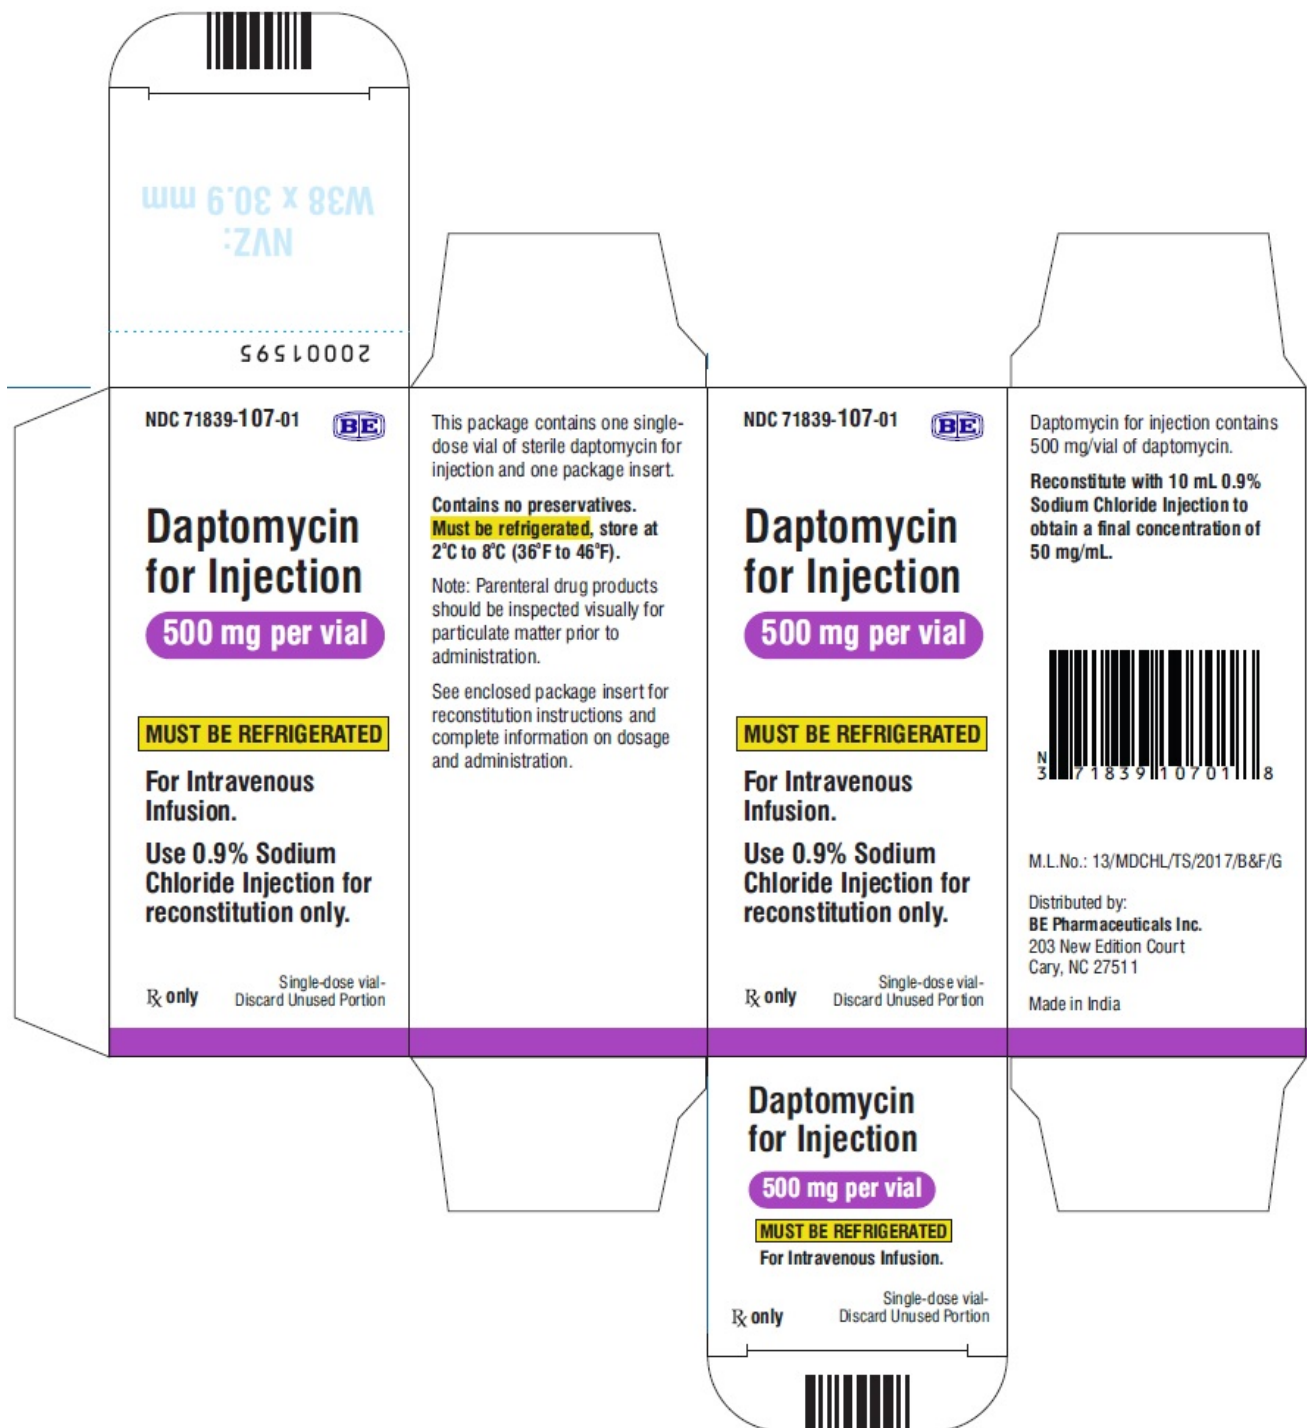 W38 x 30.9 mm
NVZ:
20001595
NDC 71839-107-01
BE
Daptomycin
for Injection
500 mg per vial
MUST BE REFRIGERATED
For Intravenous
Infusion.
Use 0.9% Sodium
Chloride Injection for
reconstitution only.
℞ only
Single-dose vial-
Discard Unused Portion
This package contains one single-
dose vial of sterile daptomycin for
injection and one package insert.
Contains no preservatives.
Must be refrigerated, store at
2°C to 8°C (36°F to 46°F).
Note: Parenteral drug products
should be inspected visually for
particulate matter prior to
administration.
See enclosed package insert for
reconstitution instructions and
complete information on dosage
and administration.
NDC 71839-107-01
BE
Daptomycin
for Injection
500 mg per vial
MUST BE REFRIGERATED
For Intravenous
Infusion.
Use 0.9% Sodium
Chloride Injection for
reconstitution only.
℞ only
Single-dose vial-
Discard Unused Portion
Daptomycin for injection contains
500 mg/vial of daptomycin.
Reconstitute with 10 mL 0.9%
Sodium Chloride Injection to
obtain a final concentration of
50 mg/mL.
N
3 71839 10701 8
M.L.No.: 13/MDCHL/TS/2017/B&F/G
Distributed by:
BE Pharmaceuticals Inc.
203 New Edition Court
Cary, NC 27511
Made in India
Daptomycin
for Injection
500 mg per vial
MUST BE REFRIGERATED
For Intravenous Infusion.
℞ only
Single-dose vial-
Discard Unused Portion